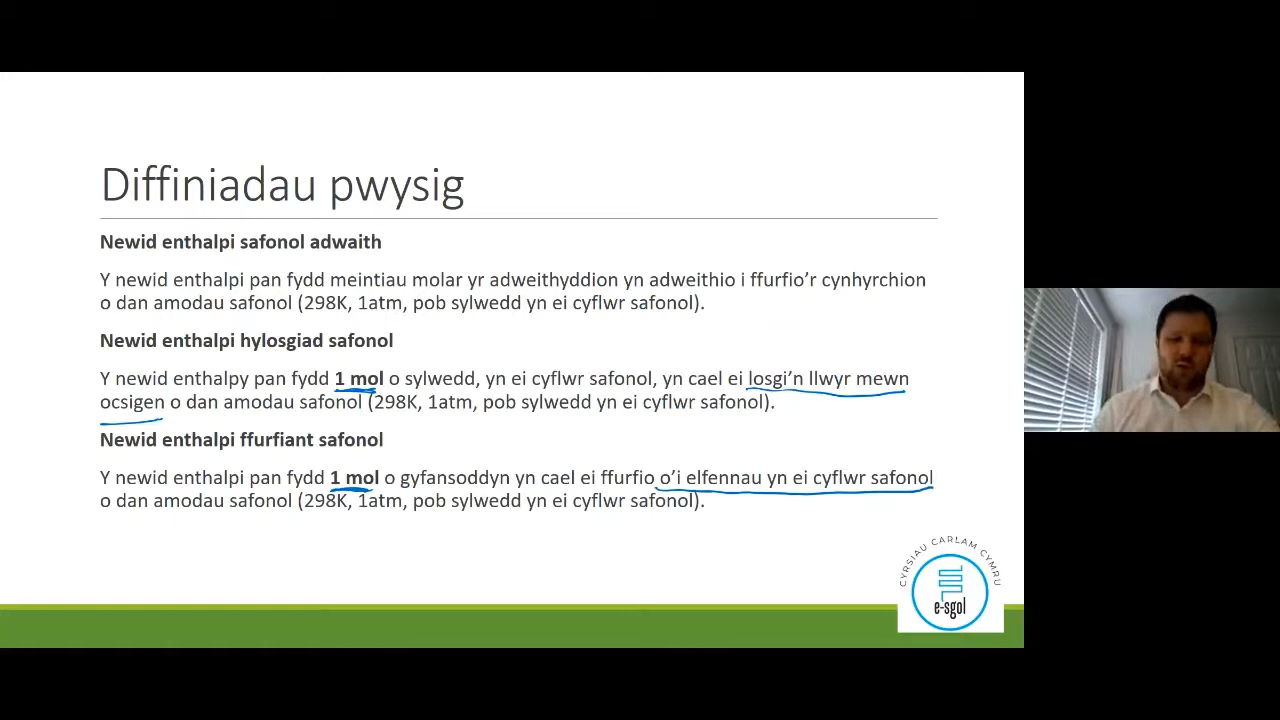 Diffiniadau pwysig
Newid enthalpi safonol adwaith
Y newid enthalpi pan fydd meintiau molar yr adweithyddion yn adweithio i ffurfio’r cynhyrchion
o dan amodau safonol (298K, 1atm, pob sylwedd yn ei cyflwr safonol).
Newid enthalpi hylosgiad safonol
Y newid enthalpy pan fydd 1 mol o sylwedd, yn ei cyflwr safonol, yn cael ei losgi’n llwyr mewn
ocsigen o dan amodau safonol (298K, 1atm, pob sylwedd yn ei cyflwr safonol).
Newid enthalpi ffurfiant safonol
Y newid enthalpi pan fydd 1 mol o gyfansoddyn yn cael ei ffurfio o’i elfennau yn ei cyflwr safonol
o dan amodau safonol (298K, 1atm, pob sylwedd yn ei cyflwr safonol).
CYRSIAU CARLAM CYMRU
e-sgol